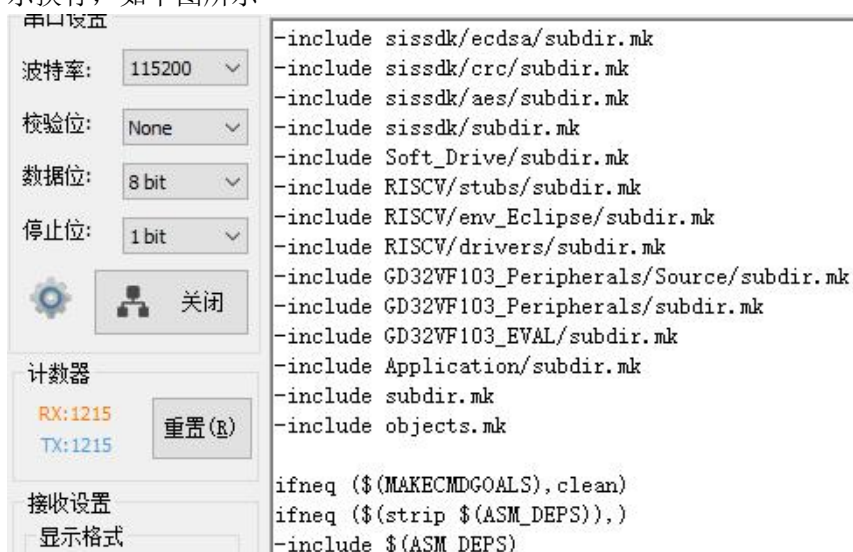 串口设置
波特率: 115200
校验位: None
数据位: 8 bit
停止位: 1 bit
关闭
计数器
RX:1215
TX:1215
重置(R)
接收设置
显示格式
-include sissdk/ecdsa/subdir.mk
-include sissdk/crc/subdir.mk
-include sissdk/aes/subdir.mk
-include sissdk/subdir.mk
-include Soft_Drive/subdir.mk
-include RISCV/stubs/subdir.mk
-include RISCV/env_Eclipse/subdir.mk
-include RISCV/drivers/subdir.mk
-include GD32VF103_Peripherals/Source/subdir.mk
-include GD32VF103_Peripherals/subdir.mk
-include GD32VF103_EVAL/subdir.mk
-include Application/subdir.mk
-include subdir.mk
-include objects.mk
ifneq ($(MAKECMDGOALS),clean)
ifneq ($(strip $(ASM_DEPS)),)
-include $(ASM_DEPS)